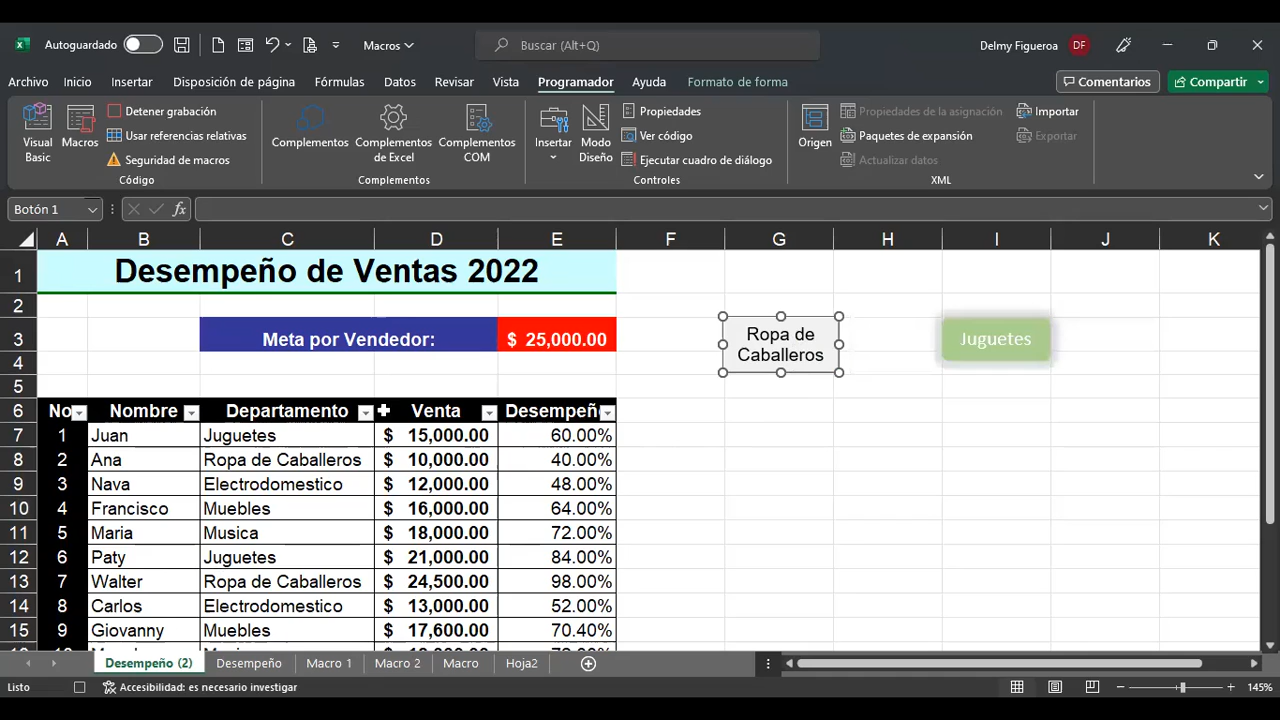 Autoguardado Macros Buscar (Alt+Q) Delmy Figueroa DF
Archivo Inicio Insertar Disposición de página Fórmulas Datos Revisar Vista Programador Ayuda Formato de forma Comentarios Compartir
Visual Basic
Macros
Detener grabación
Usar referencias relativas
Seguridad de macros
Código
Complementos
Complementos de Excel
Complementos COM
Complementos
Insertar
Modo Diseño
Propiedades
Ver código
Ejecutar cuadro de diálogo
Controles
Origen
Propiedades de la asignación
Paquetes de expansión
Actualizar datos
Importar
Exportar
XML
Botón 1 fx
A B C D E F G H I J K
1 Desempeño de Ventas 2022
2
3 Meta por Vendedor: $ 25,000.00
Ropa de
Caballeros
Juguetes
4
5
6 No Nombre Departamento Venta Desempeñ
7 1 Juan Juguetes $ 15,000.00 60.00%
8 2 Ana Ropa de Caballeros $ 10,000.00 40.00%
9 3 Nava Electrodomestico $ 12,000.00 48.00%
10 4 Francisco Muebles $ 16,000.00 64.00%
11 5 Maria Musica $ 18,000.00 72.00%
12 6 Paty Juguetes $ 21,000.00 84.00%
13 7 Walter Ropa de Caballeros $ 24,500.00 98.00%
14 8 Carlos Electrodomestico $ 13,000.00 52.00%
15 9 Giovanny Muebles $ 17,600.00 70.40%
Desempeño (2) Desempeño Macro 1 Macro 2 Macro Hoja2
Listo Accesibilidad: es necesario investigar 145%